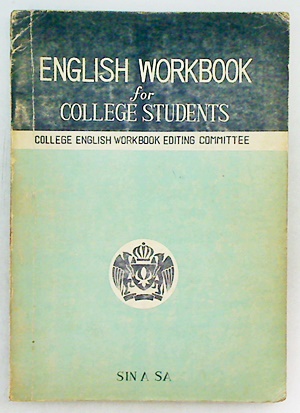 ENGLISH WORKBOOK
for
COLLEGE STUDENTS
COLLEGE ENGLISH WORKBOOK EDITING COMMITTEE
SIN A SA